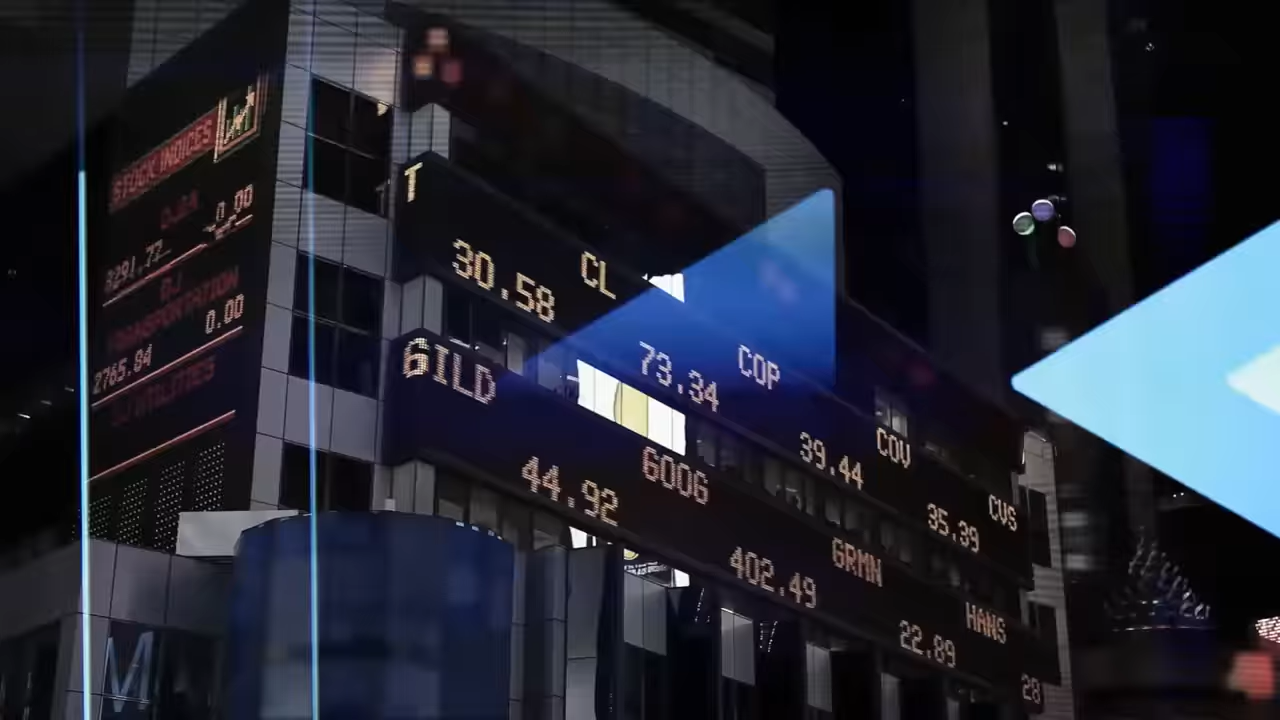 STOCK INDICES
DJIA
0.00
8291.77
DJ
TRANSPORTATION
0.00
2765.84
UTILITIES
T
30.58
CL
73.34
COP
39.44
COV
35.39
CVS
GILD
44.92
GOOG
402.49
GRMN
22.89
HANS
28
M